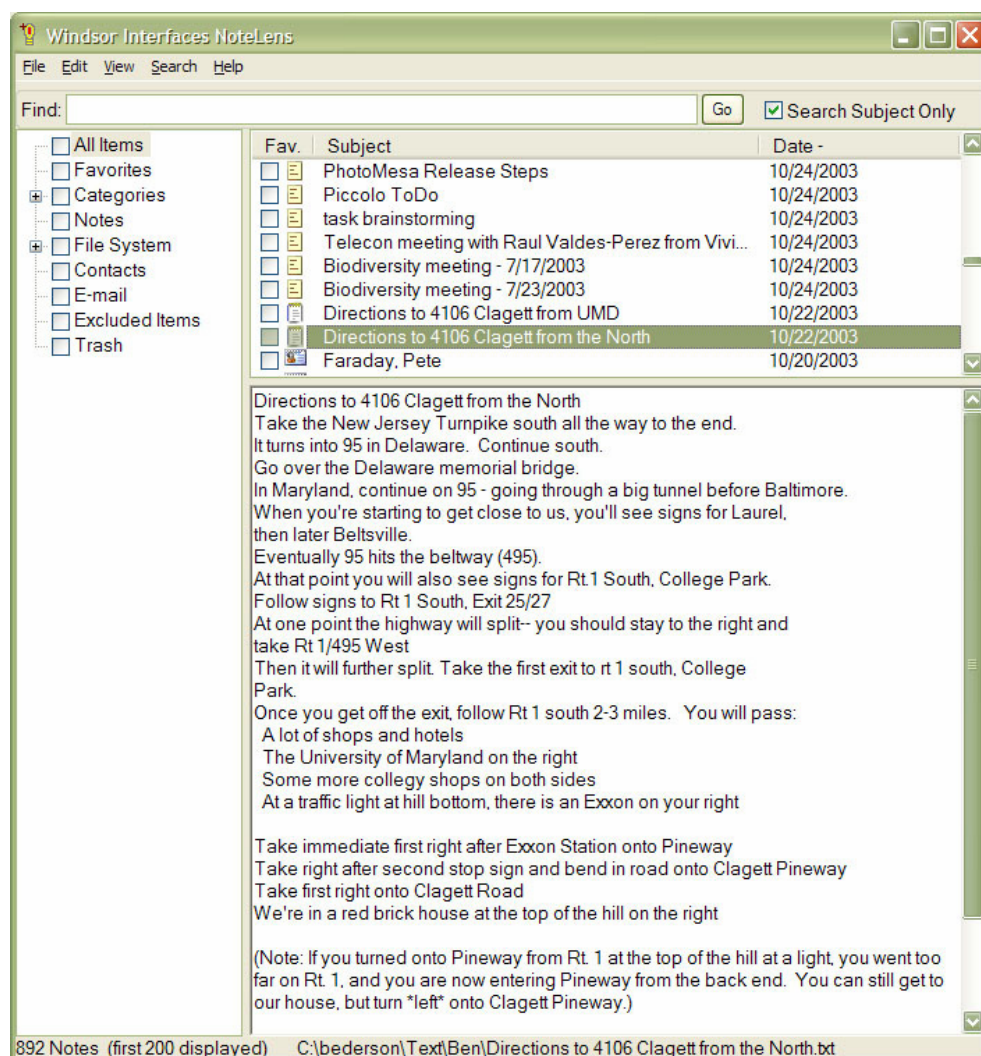 Windsor Interfaces NoteLens
File Edit View Search Help
Find: Go Search Subject Only
All Items
Favorites
Categories
Notes
File System
Contacts
E-mail
Excluded Items
Trash
Fav. Subject Date -
PhotoMesa Release Steps 10/24/2003
Piccolo ToDo 10/24/2003
task brainstorming 10/24/2003
Telecon meeting with Raul Valdes-Perez from Vivi... 10/24/2003
Biodiversity meeting - 7/17/2003 10/24/2003
Biodiversity meeting - 7/23/2003 10/24/2003
Directions to 4106 Clagett from UMD 10/22/2003
Directions to 4106 Clagett from the North 10/22/2003
Faraday, Pete 10/20/2003
Directions to 4106 Clagett from the North
Take the New Jersey Turnpike south all the way to the end.
It turns into 95 in Delaware. Continue south.
Go over the Delaware memorial bridge.
In Maryland, continue on 95 - going through a big tunnel before Baltimore.
When you're starting to get close to us, you'll see signs for Laurel,
then later Beltsville.
Eventually 95 hits the beltway (495).
At that point you will also see signs for Rt.1 South, College Park.
Follow signs to Rt 1 South, Exit 25/27
At one point the highway will split-- you should stay to the right and
take Rt 1/495 West
Then it will further split. Take the first exit to rt 1 south, College
Park.
Once you get off the exit, follow Rt 1 south 2-3 miles. You will pass:
A lot of shops and hotels
The University of Maryland on the right
Some more collegy shops on both sides
At a traffic light at hill bottom, there is an Exxon on your right
Take immediate first right after Exxon Station onto Pineway
Take right after second stop sign and bend in road onto Clagett Pineway
Take first right onto Clagett Road
We're in a red brick house at the top of the hill on the right
(Note: If you turned onto Pineway from Rt. 1 at the top of the hill at a light, you went too
far on Rt. 1, and you are now entering Pineway from the back end. You can still get to
our house, but turn *left* onto Clagett Pineway.)
892 Notes (first 200 displayed) C:\bederson\Text\Ben\Directions to 4106 Clagett from the North.txt